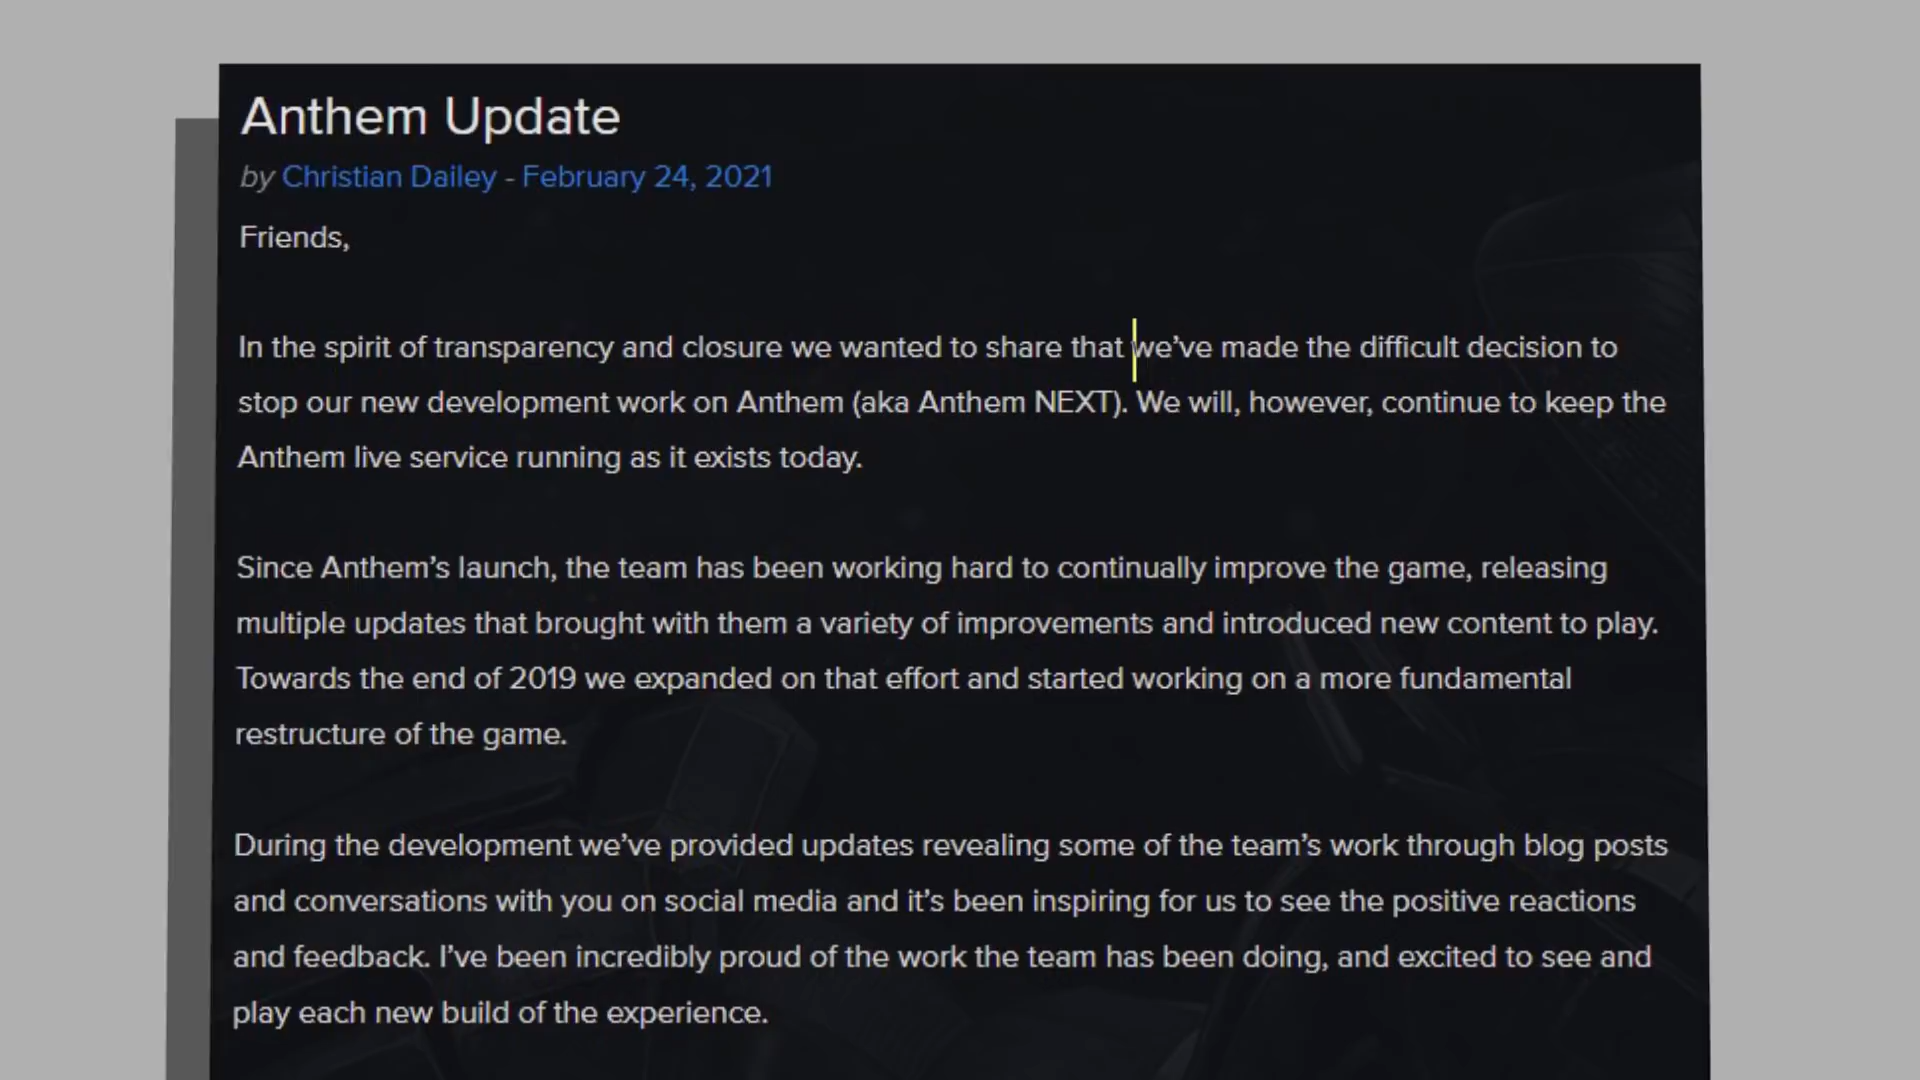 Anthem Update
by Christian Dailey - February 24, 2021
Friends,
In the spirit of transparency and closure we wanted to share that we’ve made the difficult decision to
stop our new development work on Anthem (aka Anthem NEXT). We will, however, continue to keep the
Anthem live service running as it exists today.
Since Anthem’s launch, the team has been working hard to continually improve the game, releasing
multiple updates that brought with them a variety of improvements and introduced new content to play.
Towards the end of 2019 we expanded on that effort and started working on a more fundamental
restructure of the game.
During the development we’ve provided updates revealing some of the team’s work through blog posts
and conversations with you on social media and it’s been inspiring for us to see the positive reactions
and feedback. I’ve been incredibly proud of the work the team has been doing, and excited to see and
play each new build of the experience.